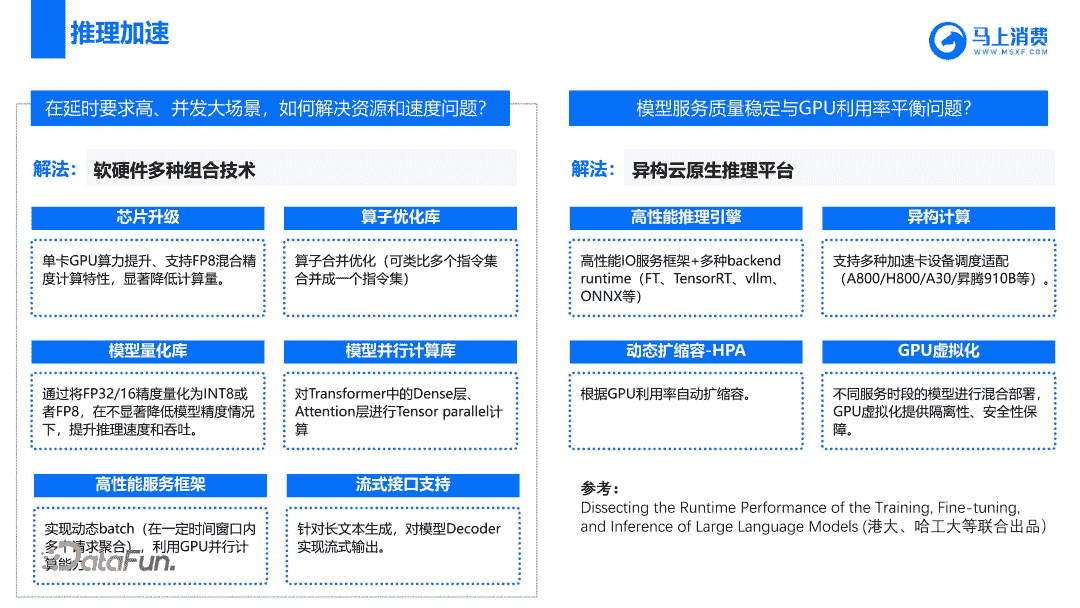 推理加速
马上消费
WWW.MSXF.COM
在延时要求高、并发大场景，如何解决资源和速度问题？
解法：
软硬件多种组合技术
芯片升级
单卡GPU算力提升、支持FP8混合精
度计算特性，显著降低计算量。
算子优化库
算子合并优化（可类比多个指令集
合并成一个指令集）
模型量化库
通过将FP32/16精度量化为INT8或
者FP8，在不显著降低模型精度情况
下，提升推理速度和吞吐。
模型并行计算库
对Transformer中的Dense层、
Attention层进行Tensor parallel计
算
高性能服务框架
实现动态batch（在一定时间窗口内
多个请求聚合），利用GPU并行计
算能力
流式接口支持
针对长文本生成，对模型Decoder
实现流式输出。
模型服务质量稳定与GPU利用率平衡问题？
解法：
异构云原生推理平台
高性能推理引擎
高性能IO服务框架+多种backend
runtime（FT、TensorRT、vllm、
ONNX等）
异构计算
支持多种加速卡设备调度适配
（A800/H800/A30/昇腾910B等）。
动态扩缩容-HPA
根据GPU利用率自动扩缩容。
GPU虚拟化
不同服务时段的模型进行混合部署，
GPU虚拟化提供隔离性、安全性保
障。
参考：
Dissecting the Runtime Performance of the Training, Fine-tuning,
and Inference of Large Language Models (港大、哈工大等联合出品）
DataFun.